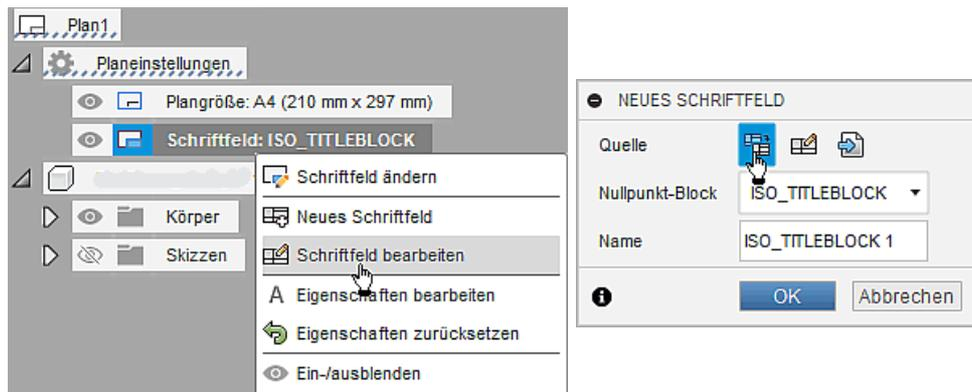 Plan1
Planeinstellungen
Plangröße: A4 (210 mm x 297 mm)
Schriftfeld: ISO_TITLEBLOCK
Körper
Skizzen
Schriftfeld ändern
Neues Schriftfeld
Schriftfeld bearbeiten
A Eigenschaften bearbeiten
Eigenschaften zurücksetzen
Ein-/ausblenden
NEUES SCHRIFTFELD
Quelle
Nullpunkt-Block ISO_TITLEBLOCK
Name ISO_TITLEBLOCK 1
OK Abbrechen